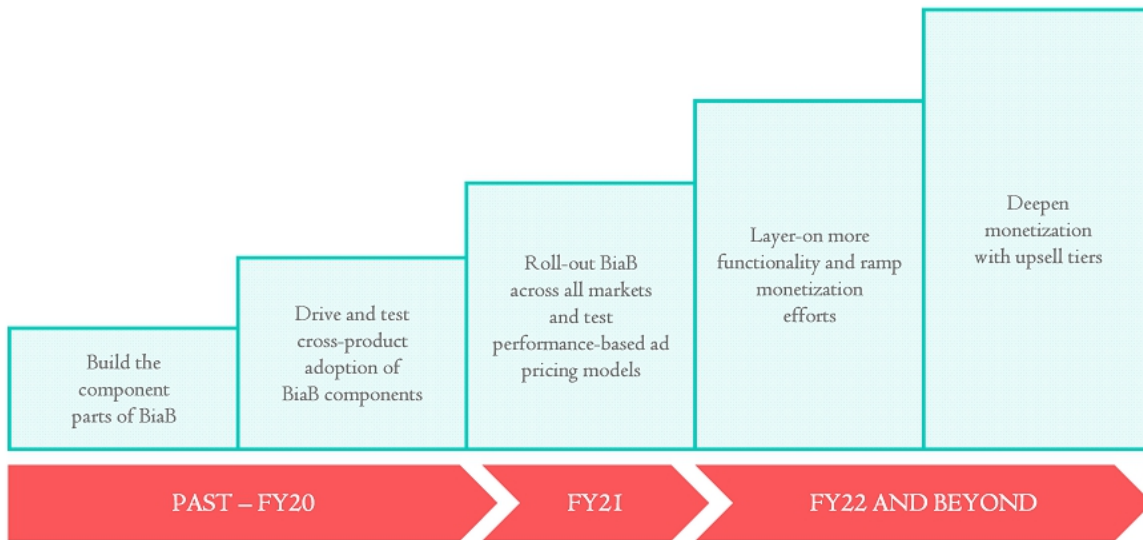 Build the
component
parts of BiaB
Drive and test
cross-product
adoption of
BiaB components
Roll-out BiaB
across all markets
and test
performance-based ad
pricing models
Layer-on more
functionality and ramp
monetization
efforts
Deepen
monetization
with upsell tiers
PAST – FY20
FY21
FY22 AND BEYOND